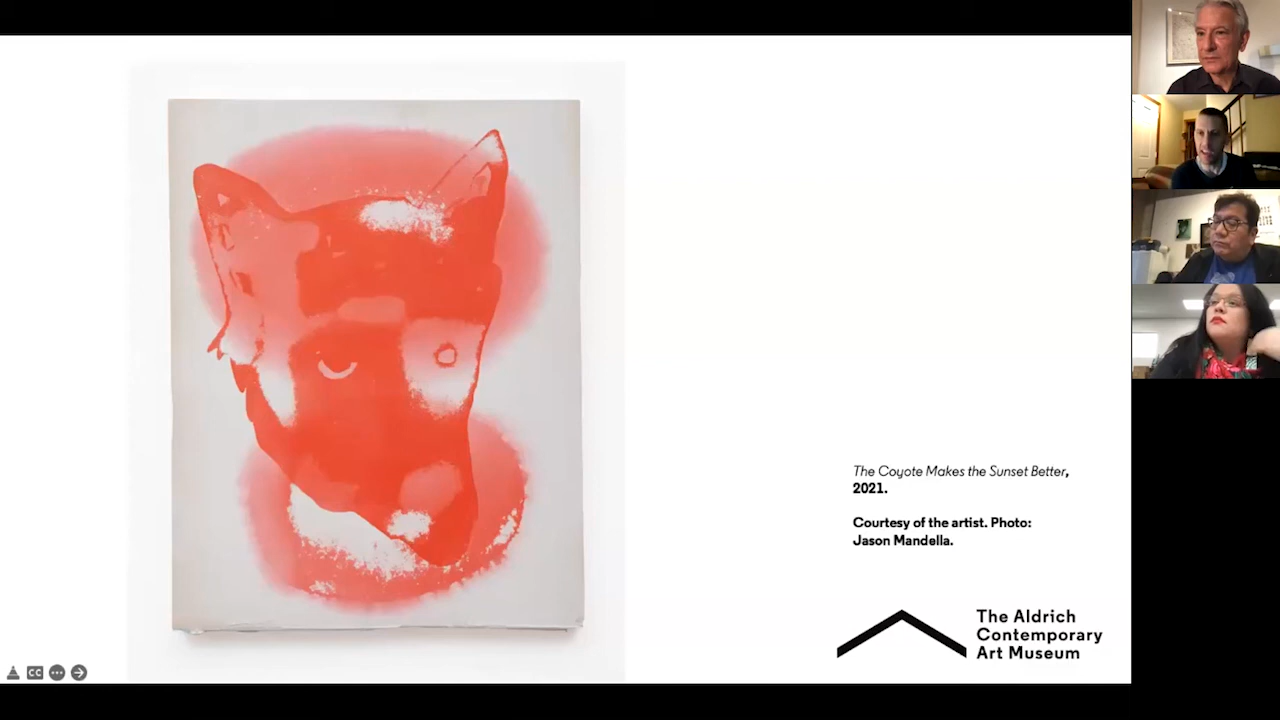 The Coyote Makes the Sunset Better,
2021.
Courtesy of the artist. Photo:
Jason Mandella.
The Aldrich
Contemporary
Art Museum
CC